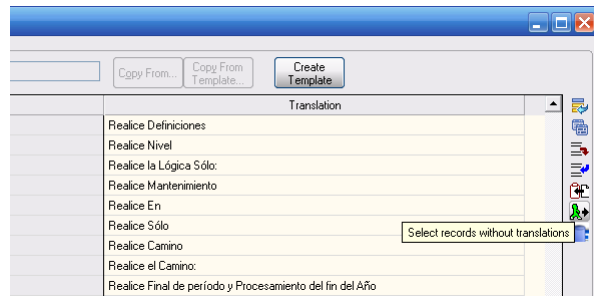 Copy From...
Copy From
Template...
Create
Template
Translation
Realice Definiciones
Realice Nivel
Realice la Lógica Sólo:
Realice Mantenimiento
Realice En
Realice Sólo
Select records without translations
Realice Camino
Realice el Camino:
Realice Final de período y Procesamiento del fin del Año